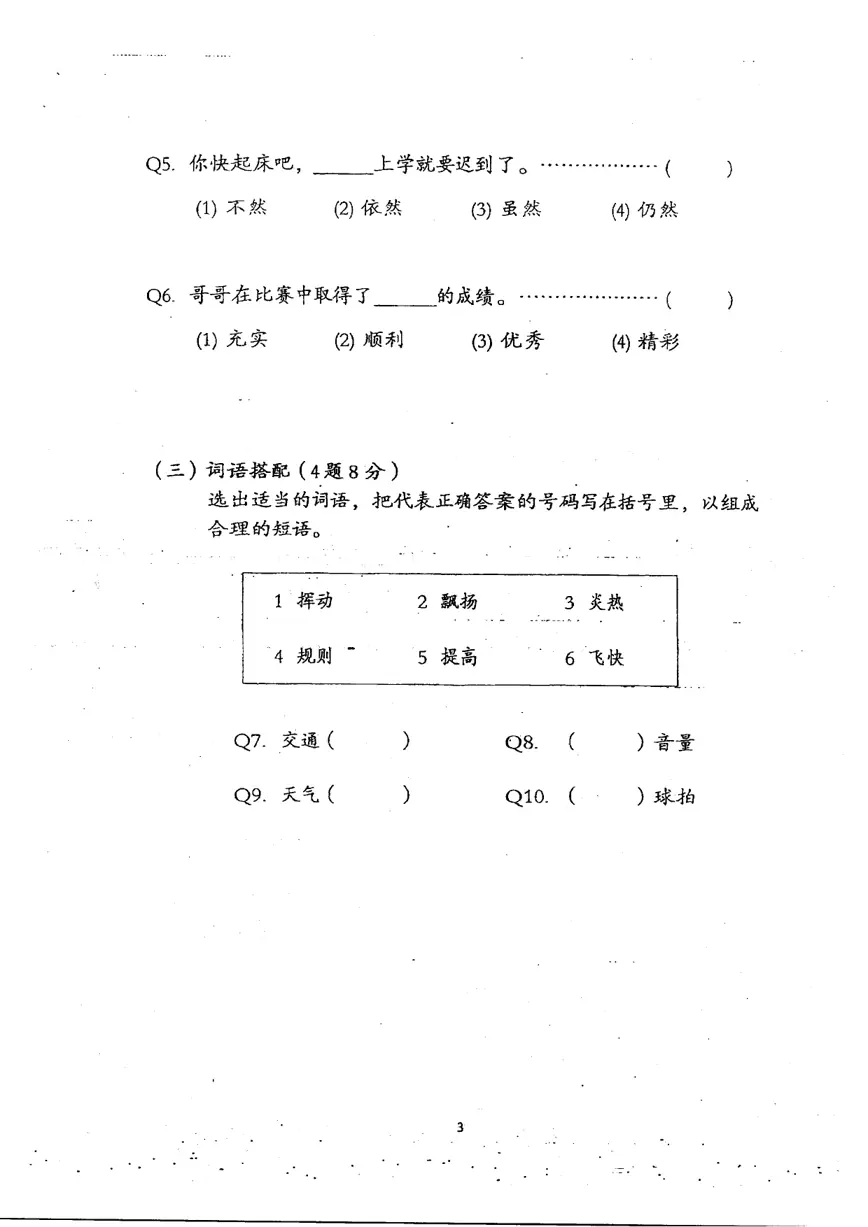 Q5. 你快起床吧，______上学就要迟到了。………………(    )
(1) 不然 (2) 依然 (3) 虽然 (4) 仍然
Q6. 哥哥在比赛中取得了______的成绩。…………………(    )
(1) 充实 (2) 顺利 (3) 优秀 (4) 精彩
（三）词语搭配（4题8分）
选出适当的词语，把代表正确答案的号码写在括号里，以组成
合理的短语。
1 挥动 2 飘扬 3 炎热
4 规则 5 提高 6 飞快
Q7. 交通（    ） Q8. （    ）音量
Q9. 天气（    ） Q10. （    ）球拍
3